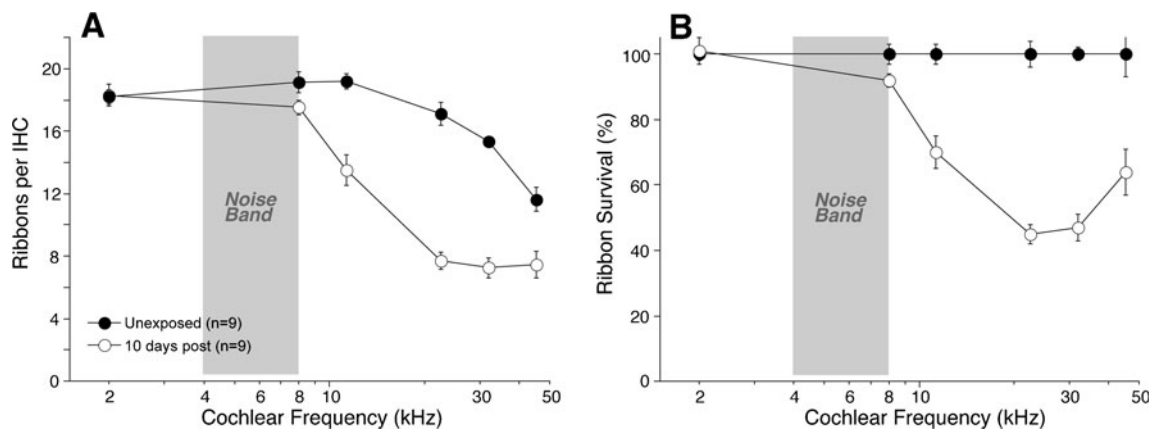 A
Ribbons per IHC
20
16
12
8
4
0
Noise
Band
Unexposed (n=9)
10 days post (n=9)
2 4 6 8 10 30 50
Cochlear Frequency (kHz)
B
Ribbon Survival (%)
100
80
60
40
20
0
Noise
Band
2 4 6 8 10 30 50
Cochlear Frequency (kHz)